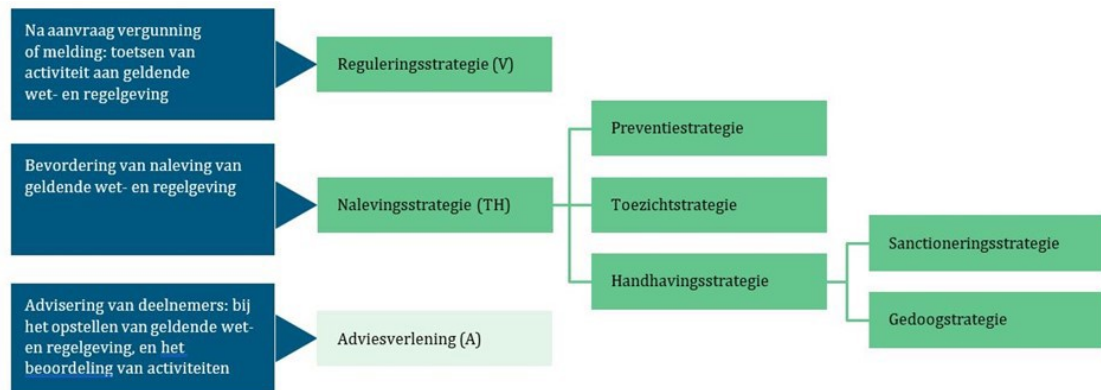 Na aanvraag vergunning
of melding: toetsen van
activiteit aan geldende
wet- en regelgeving
Reguleringsstrategie (V)
Preventiestrategie
Bevordering van naleving van
geldende wet- en regelgeving
Nalevingsstrategie (TH)
Toezichtstrategie
Sanctioneringsstrategie
Handhavingsstrategie
Gedoogstrategie
Advisering van deelnemers: bij
het opstellen van geldende wet-
en regelgeving, en het
beoordeling van activiteiten
Adviesverlening (A)